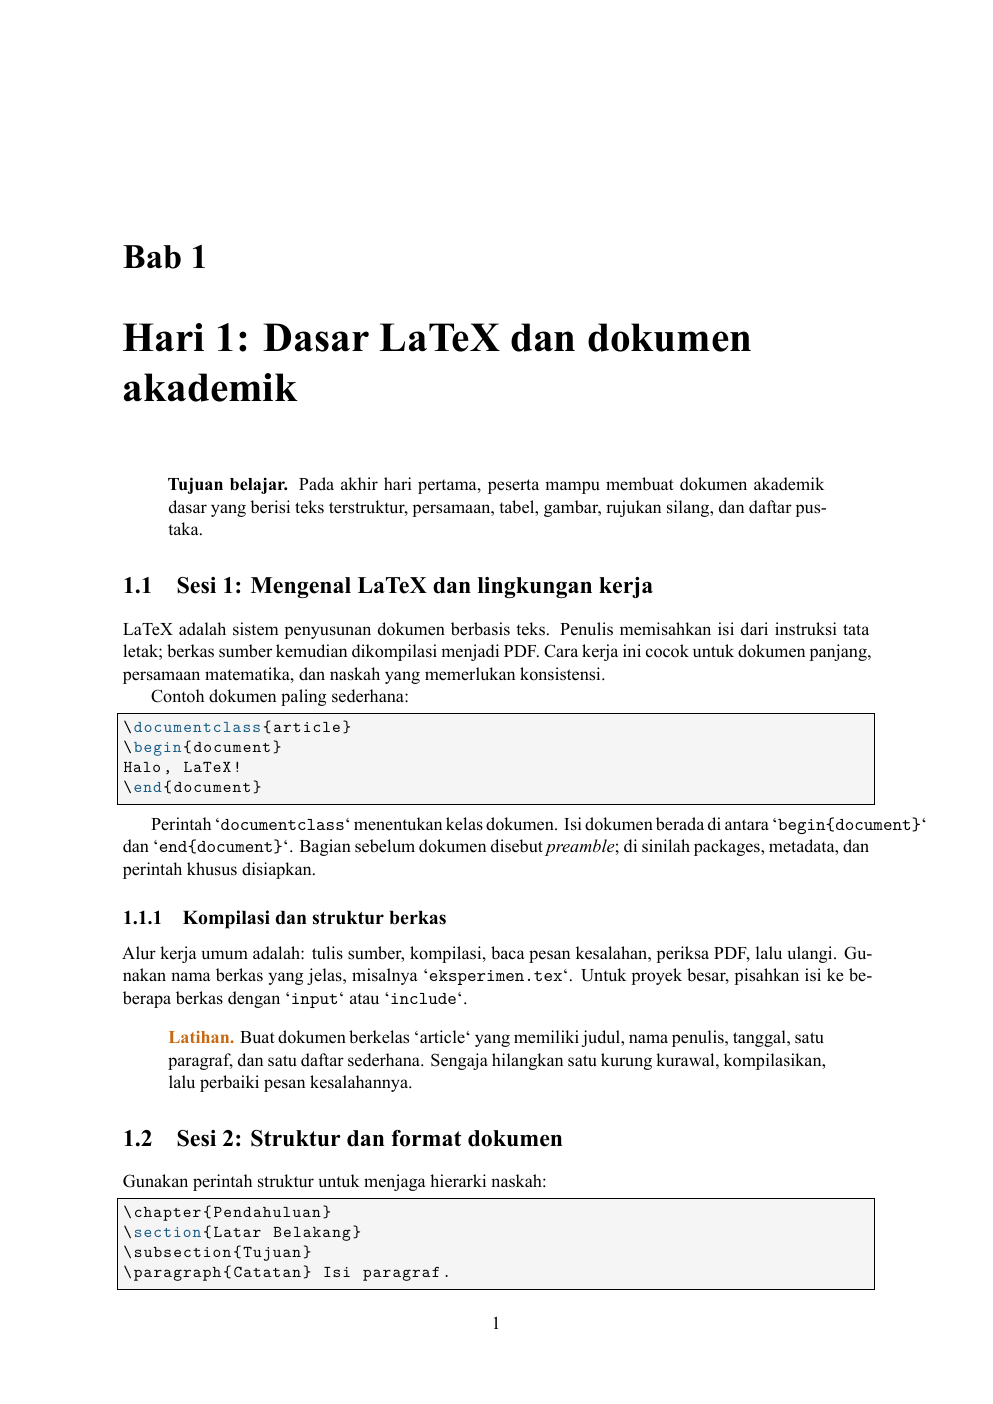 Bab 1
Hari 1: Dasar LaTeX dan dokumen
akademik
Tujuan belajar. Pada akhir hari pertama, peserta mampu membuat dokumen akademik
dasar yang berisi teks terstruktur, persamaan, tabel, gambar, rujukan silang, dan daftar pus-
taka.
1.1 Sesi 1: Mengenal LaTeX dan lingkungan kerja
LaTeX adalah sistem penyusunan dokumen berbasis teks. Penulis memisahkan isi dari instruksi tata
letak; berkas sumber kemudian dikompilasi menjadi PDF. Cara kerja ini cocok untuk dokumen panjang,
persamaan matematika, dan naskah yang memerlukan konsistensi.
Contoh dokumen paling sederhana:
\documentclass{article}
\begin{document}
Halo, LaTeX!
\end{document}
Perintah ‘documentclass‘ menentukan kelas dokumen. Isi dokumen berada di antara ‘begin{document}‘
dan ‘end{document}‘. Bagian sebelum dokumen disebut preamble; di sinilah packages, metadata, dan
perintah khusus disiapkan.
1.1.1 Kompilasi dan struktur berkas
Alur kerja umum adalah: tulis sumber, kompilasi, baca pesan kesalahan, periksa PDF, lalu ulangi. Gu-
nakan nama berkas yang jelas, misalnya ‘eksperimen.tex‘. Untuk proyek besar, pisahkan isi ke be-
berapa berkas dengan ‘input‘ atau ‘include‘.
Latihan. Buat dokumen berkelas ‘article‘ yang memiliki judul, nama penulis, tanggal, satu
paragraf, dan satu daftar sederhana. Sengaja hilangkan satu kurung kurawal, kompilasikan,
lalu perbaiki pesan kesalahannya.
1.2 Sesi 2: Struktur dan format dokumen
Gunakan perintah struktur untuk menjaga hierarki naskah:
\chapter{Pendahuluan}
\section{Latar Belakang}
\subsection{Tujuan}
\paragraph{Catatan} Isi paragraf.
1